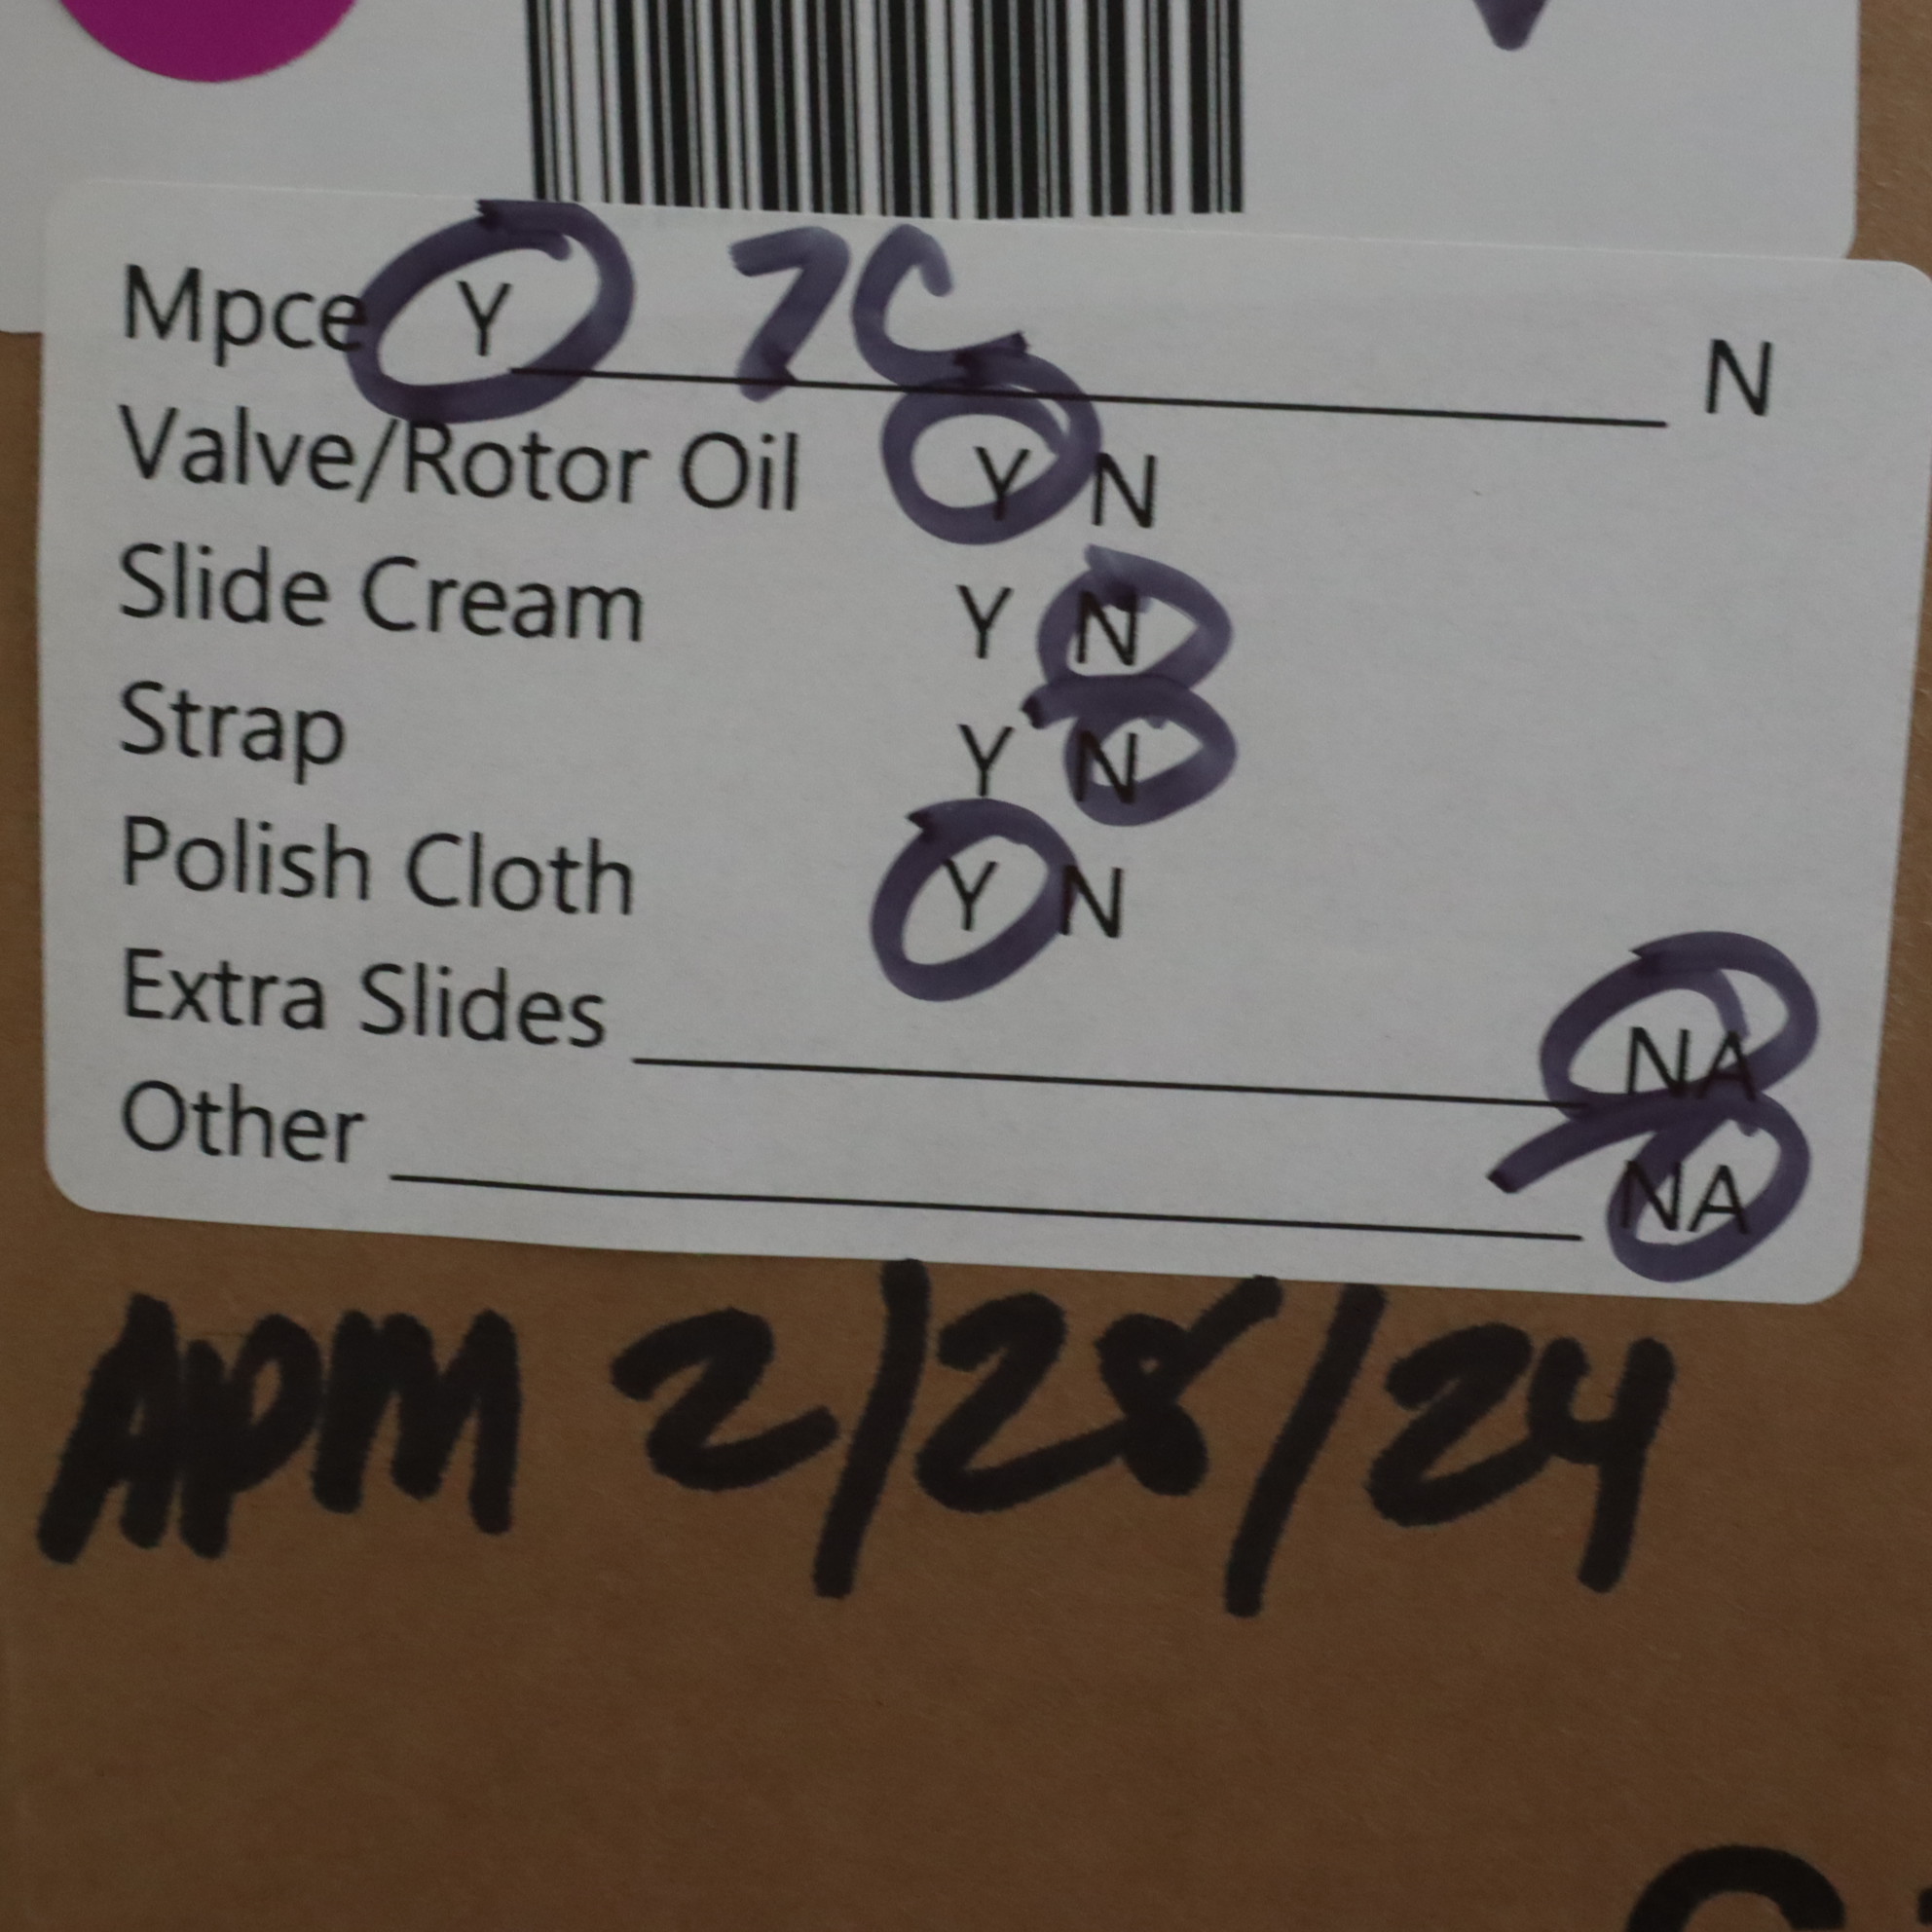 Mpce Y 7C N
Valve/Rotor Oil Y N
Slide Cream Y N
Strap Y N
Polish Cloth Y N
Extra Slides NA
Other NA
APM 2/28/24